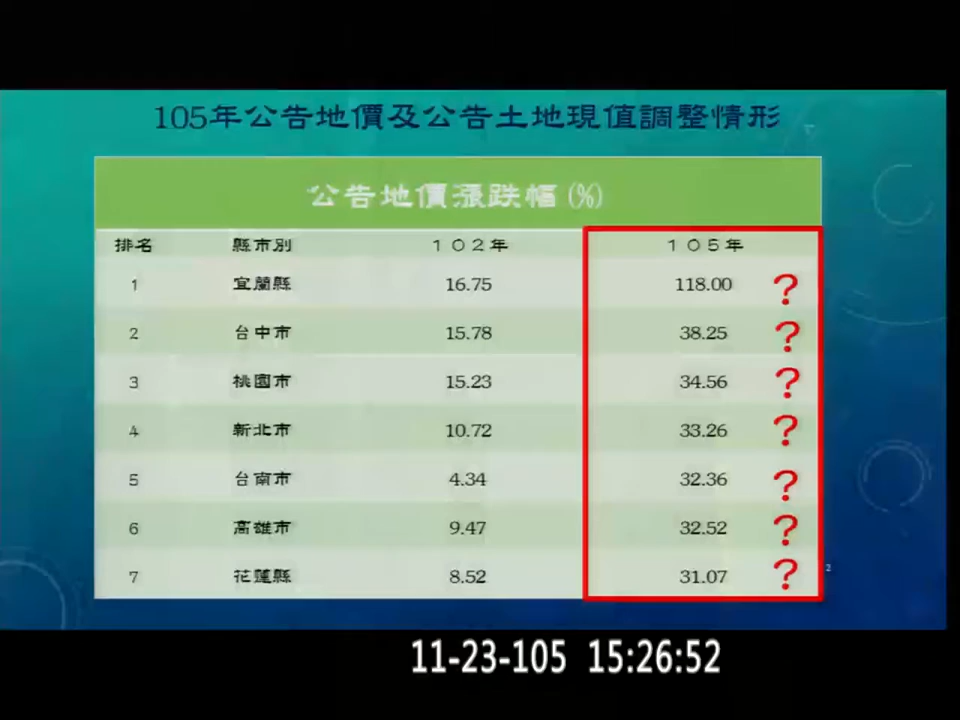 105年公告地價及公告土地現值調整情形
公告地價漲跌幅(%)
排名 縣市別 102年 105年
1 宜蘭縣 16.75 118.00 ?
2 台中市 15.78 38.25 ?
3 桃園市 15.23 34.56 ?
4 新北市 10.72 33.26 ?
5 台南市 4.34 32.36 ?
6 高雄市 9.47 32.52 ?
7 花蓮縣 8.52 31.07 ?
2
11-23-105 15:26:52